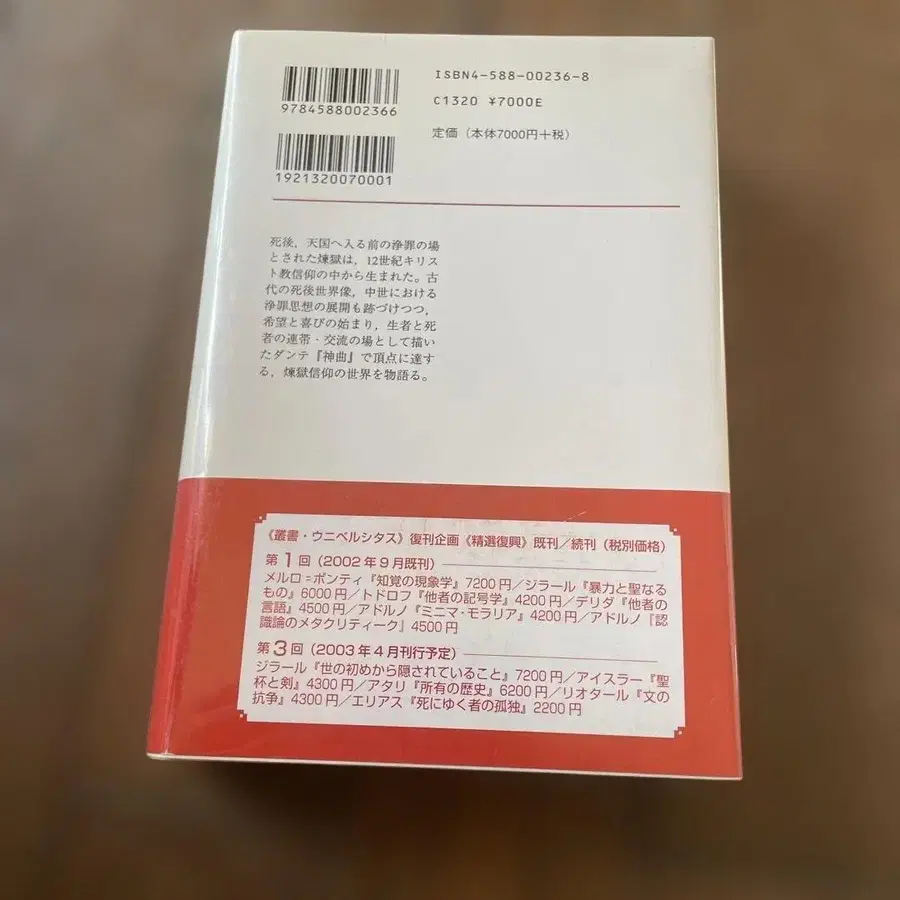 ISBN4-588-00236-8
9784588002366
C1320 ¥7000E
定価（本体7000円＋税）
1921320070001
死後，天国へ入る前の浄罪の場
とされた煉獄は，12世紀キリス
ト教信仰の中から生まれた。古
代の死後世界像，中世における
浄罪思想の展開も跡づけつつ，
希望と喜びの始まり，生者と死
者の連帯・交流の場として描い
たダンテ『神曲』で頂点に達す
る，煉獄信仰の世界を物語る。
《叢書・ウニベルシタス》復刊企画《精選復興》既刊／続刊（税別価格）
第1回（2002年9月既刊）
メルロ＝ポンティ『知覚の現象学』7200円／ジラール『暴力と聖なる
もの』6000円／トドロフ『他者の記号学』4200円／デリダ『他者の
言語』4500円／アドルノ『ミニマ・モラリア』4200円／アドルノ『認
識論のメタクリティーク』4500円
第3回（2003年4月刊行予定）
ジラール『世の初めから隠されていること』7200円／アイスラー『聖
杯と剣』4300円／アタリ『所有の歴史』6200円／リオタール『文の
抗争』4300円／エリアス『死にゆく者の孤独』2200円